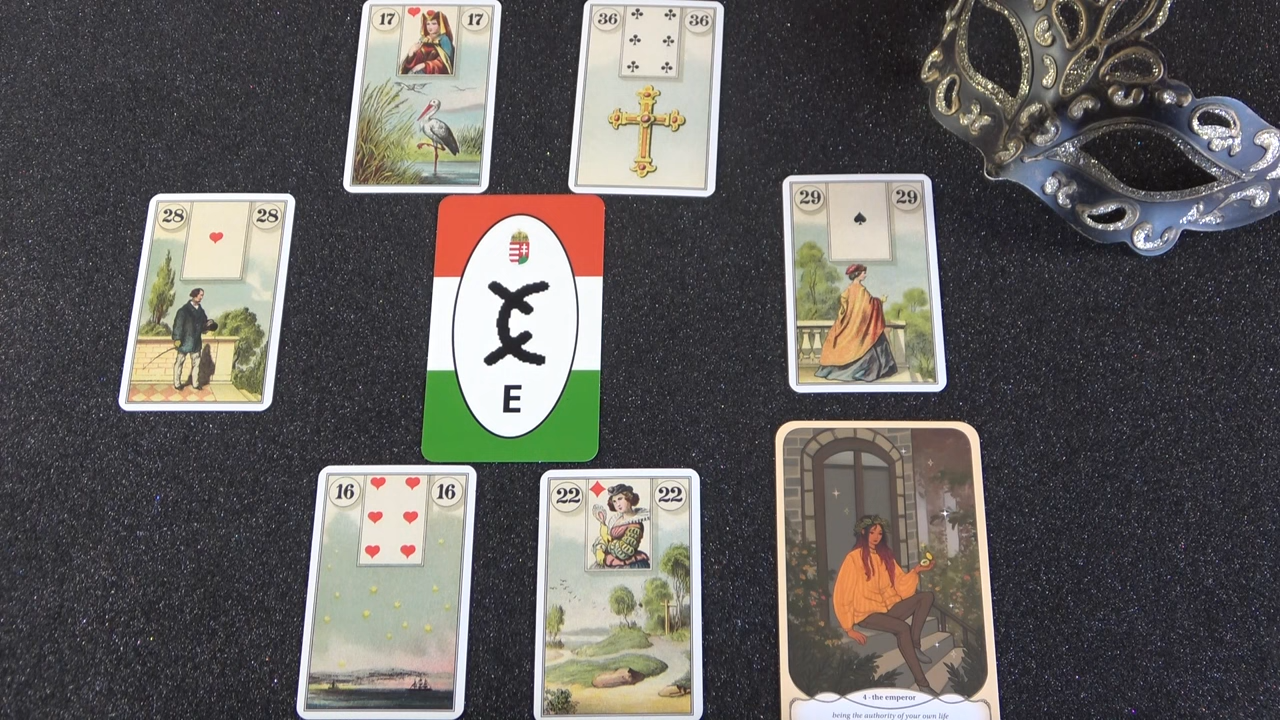 17 17
36 36
28 28
29 29
E
16 16
22 22
4 - the emperor
being the authority of your own life